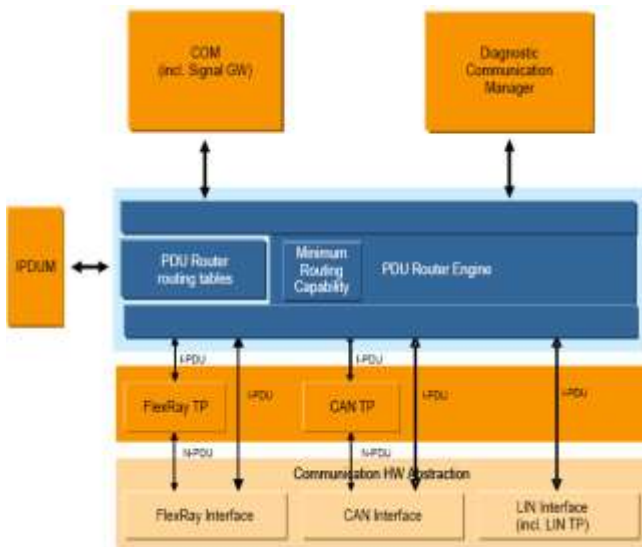 COM
(incl. Signal GW)
Diagnostic
Communication
Manager
IPDUM
PDU Router
routing tables
Minimum
Routing
Capability
PDU Router Engine
I-PDU
I-PDU
FlexRay TP
I-PDU
CAN TP
I-PDU
I-PDU
N-PDU
N-PDU
Communication HW Abstraction
FlexRay Interface
CAN Interface
LIN Interface
(incl. LIN TP)